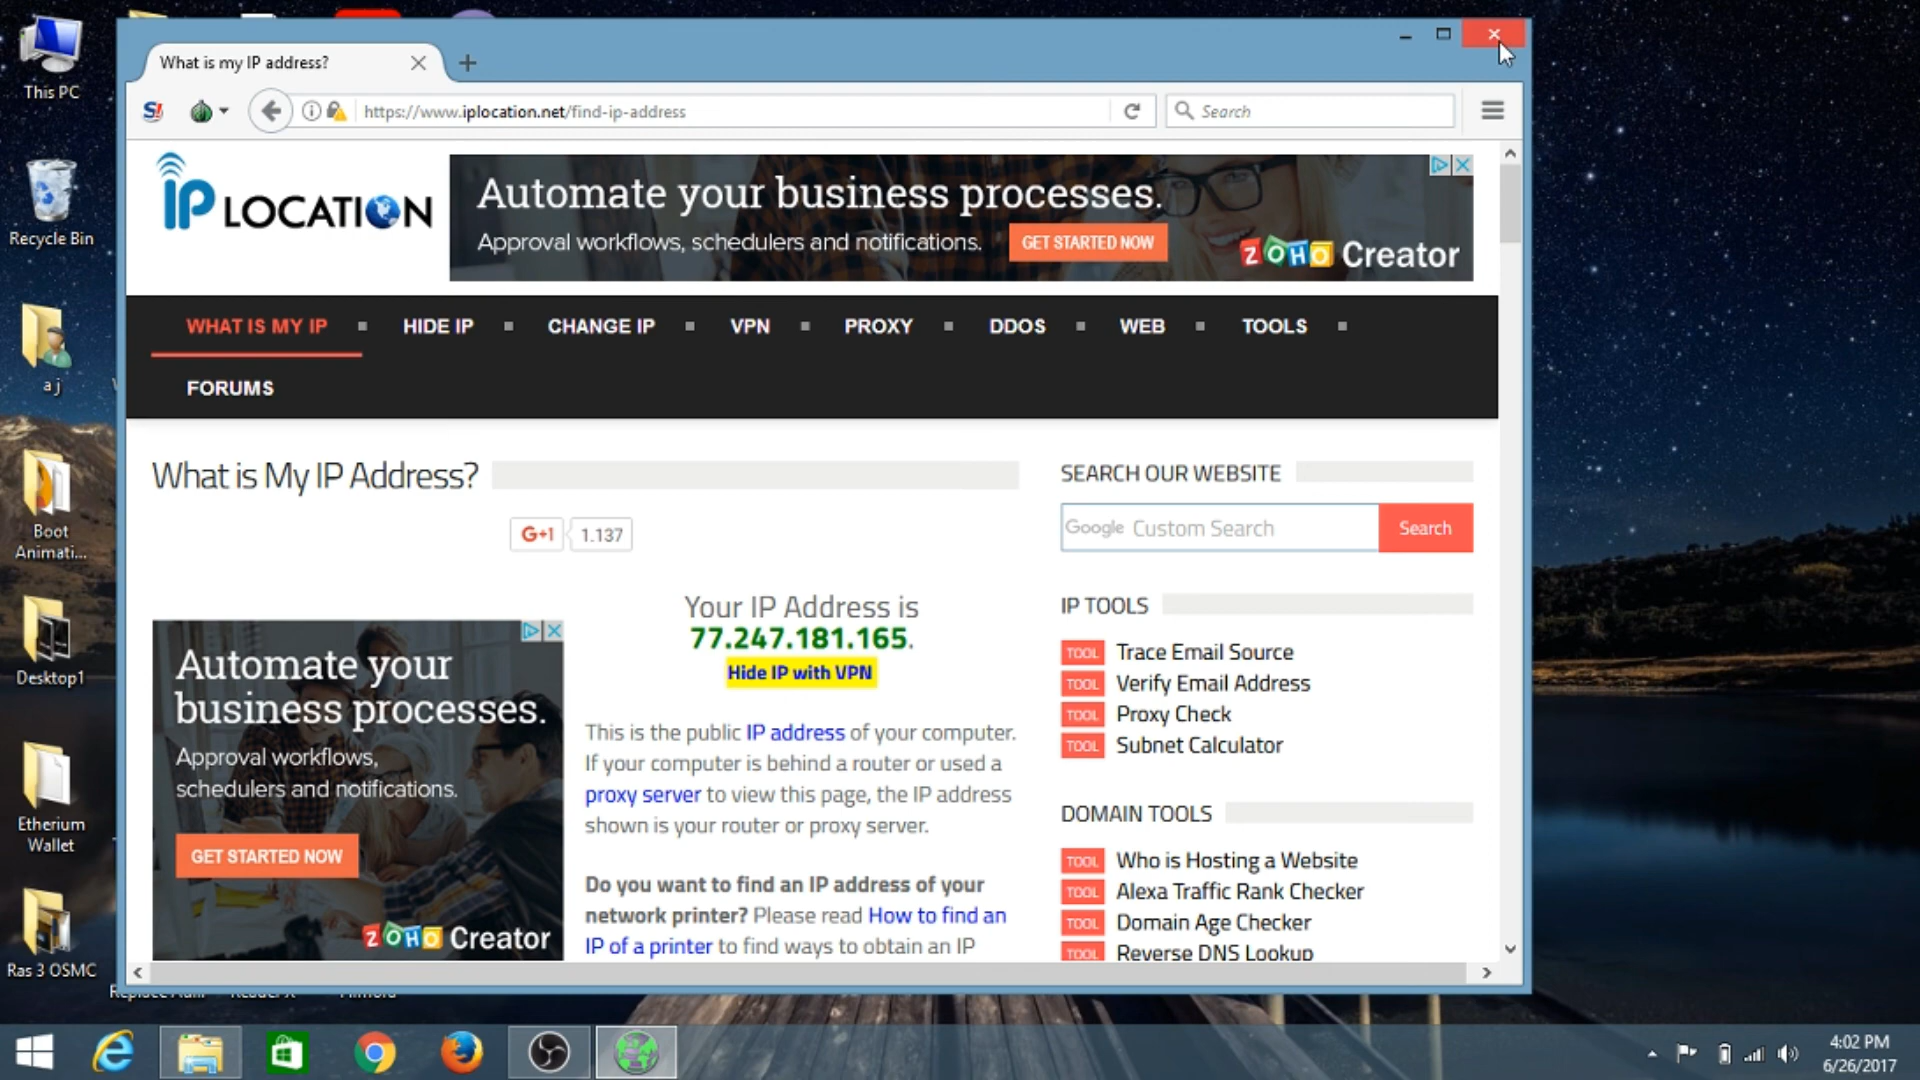 This PC
Recycle Bin
a j
Boot
Animati...
Desktop1
Etherium
Wallet
Ras 3 OSMC
What is my IP address?
S!
https://www.iplocation.net/find-ip-address
Search
IP LOCATION
Automate your business processes.
Approval workflows, schedulers and notifications.
GET STARTED NOW
ZOHO Creator
WHAT IS MY IP
HIDE IP
CHANGE IP
VPN
PROXY
DDOS
WEB
TOOLS
FORUMS
What is My IP Address?
G+1
1.137
Your IP Address is
77.247.181.165.
Hide IP with VPN
Automate your
business processes.
Approval workflows,
schedulers and notifications.
GET STARTED NOW
ZOHO Creator
This is the public IP address of your computer.
If your computer is behind a router or used a
proxy server to view this page, the IP address
shown is your router or proxy server.
Do you want to find an IP address of your
network printer? Please read How to find an
IP of a printer to find ways to obtain an IP
SEARCH OUR WEBSITE
Google Custom Search
Search
IP TOOLS
TOOL Trace Email Source
TOOL Verify Email Address
TOOL Proxy Check
TOOL Subnet Calculator
DOMAIN TOOLS
TOOL Who is Hosting a Website
TOOL Alexa Traffic Rank Checker
TOOL Domain Age Checker
TOOL Reverse DNS Lookup
4:02 PM
6/26/2017